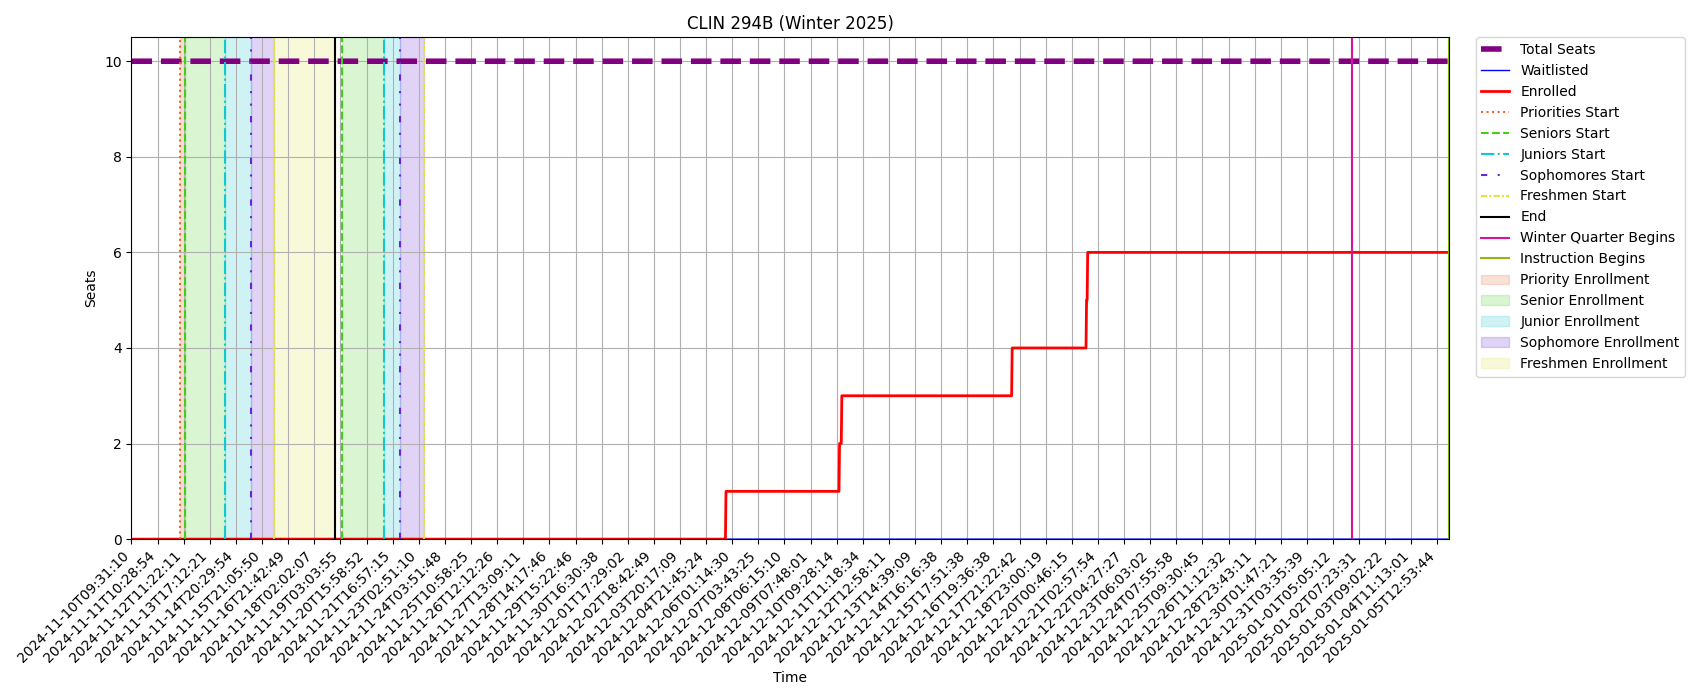 CLIN 294B (Winter 2025)
Seats
10
8
6
4
2
0
2024-11-10T09:31:10
2024-11-11T10:28:54
2024-11-12T11:22:11
2024-11-13T17:12:21
2024-11-14T20:29:54
2024-11-15T21:05:50
2024-11-16T21:42:49
2024-11-18T02:02:07
2024-11-19T03:03:55
2024-11-20T15:58:52
2024-11-21T16:57:15
2024-11-23T03:51:10
2024-11-24T03:51:48
2024-11-25T10:58:25
2024-11-26T12:12:26
2024-11-27T13:09:11
2024-11-28T14:17:46
2024-11-29T15:22:46
2024-11-30T16:30:38
2024-12-01T17:29:02
2024-12-02T18:42:49
2024-12-03T20:17:09
2024-12-04T21:45:24
2024-12-06T01:14:30
2024-12-07T03:43:25
2024-12-08T06:15:10
2024-12-09T07:48:01
2024-12-10T09:28:14
2024-12-11T11:18:34
2024-12-12T12:58:11
2024-12-13T14:39:09
2024-12-14T16:16:38
2024-12-15T17:51:38
2024-12-16T19:36:38
2024-12-17T21:22:42
2024-12-18T23:00:19
2024-12-20T00:46:15
2024-12-21T02:57:54
2024-12-22T04:27:27
2024-12-23T06:03:02
2024-12-24T07:55:58
2024-12-25T09:30:45
2024-12-26T11:12:32
2024-12-28T23:43:11
2024-12-30T01:47:21
2024-12-31T03:35:39
2025-01-01T05:05:12
2025-01-02T07:23:31
2025-01-03T09:02:22
2025-01-04T11:13:01
2025-01-05T12:53:44
Time
Total Seats
Waitlisted
Enrolled
Priorities Start
Seniors Start
Juniors Start
Sophomores Start
Freshmen Start
End
Winter Quarter Begins
Instruction Begins
Priority Enrollment
Senior Enrollment
Junior Enrollment
Sophomore Enrollment
Freshmen Enrollment